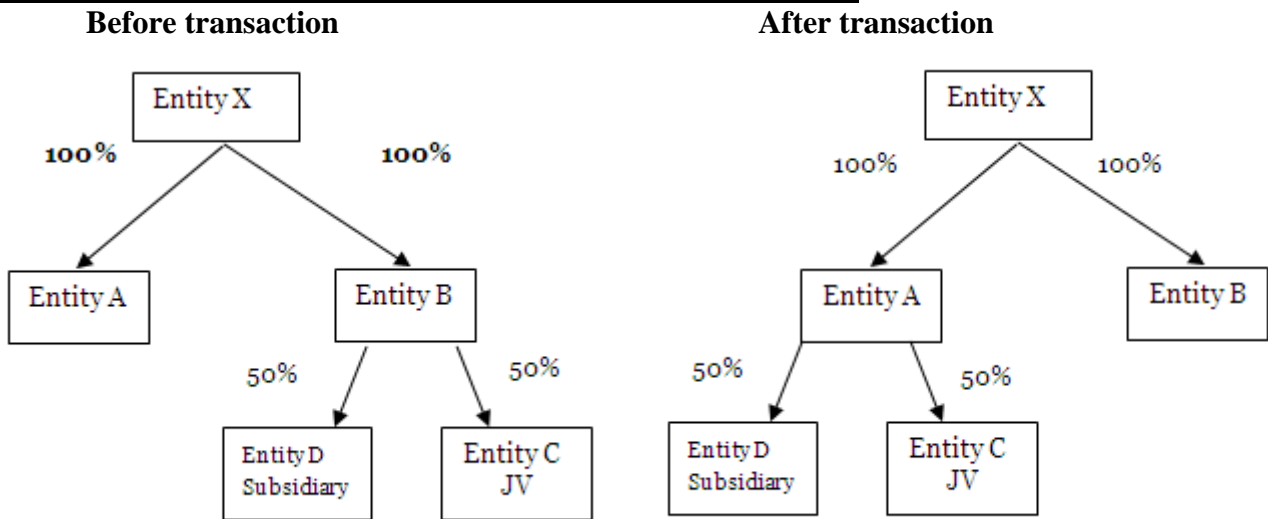 Before transaction
After transaction
Entity X
100%
100%
Entity A
Entity B
50%
50%
Entity D
Subsidiary
Entity C
JV
Entity X
100%
100%
Entity A
Entity B
50%
50%
Entity D
Subsidiary
Entity C
JV